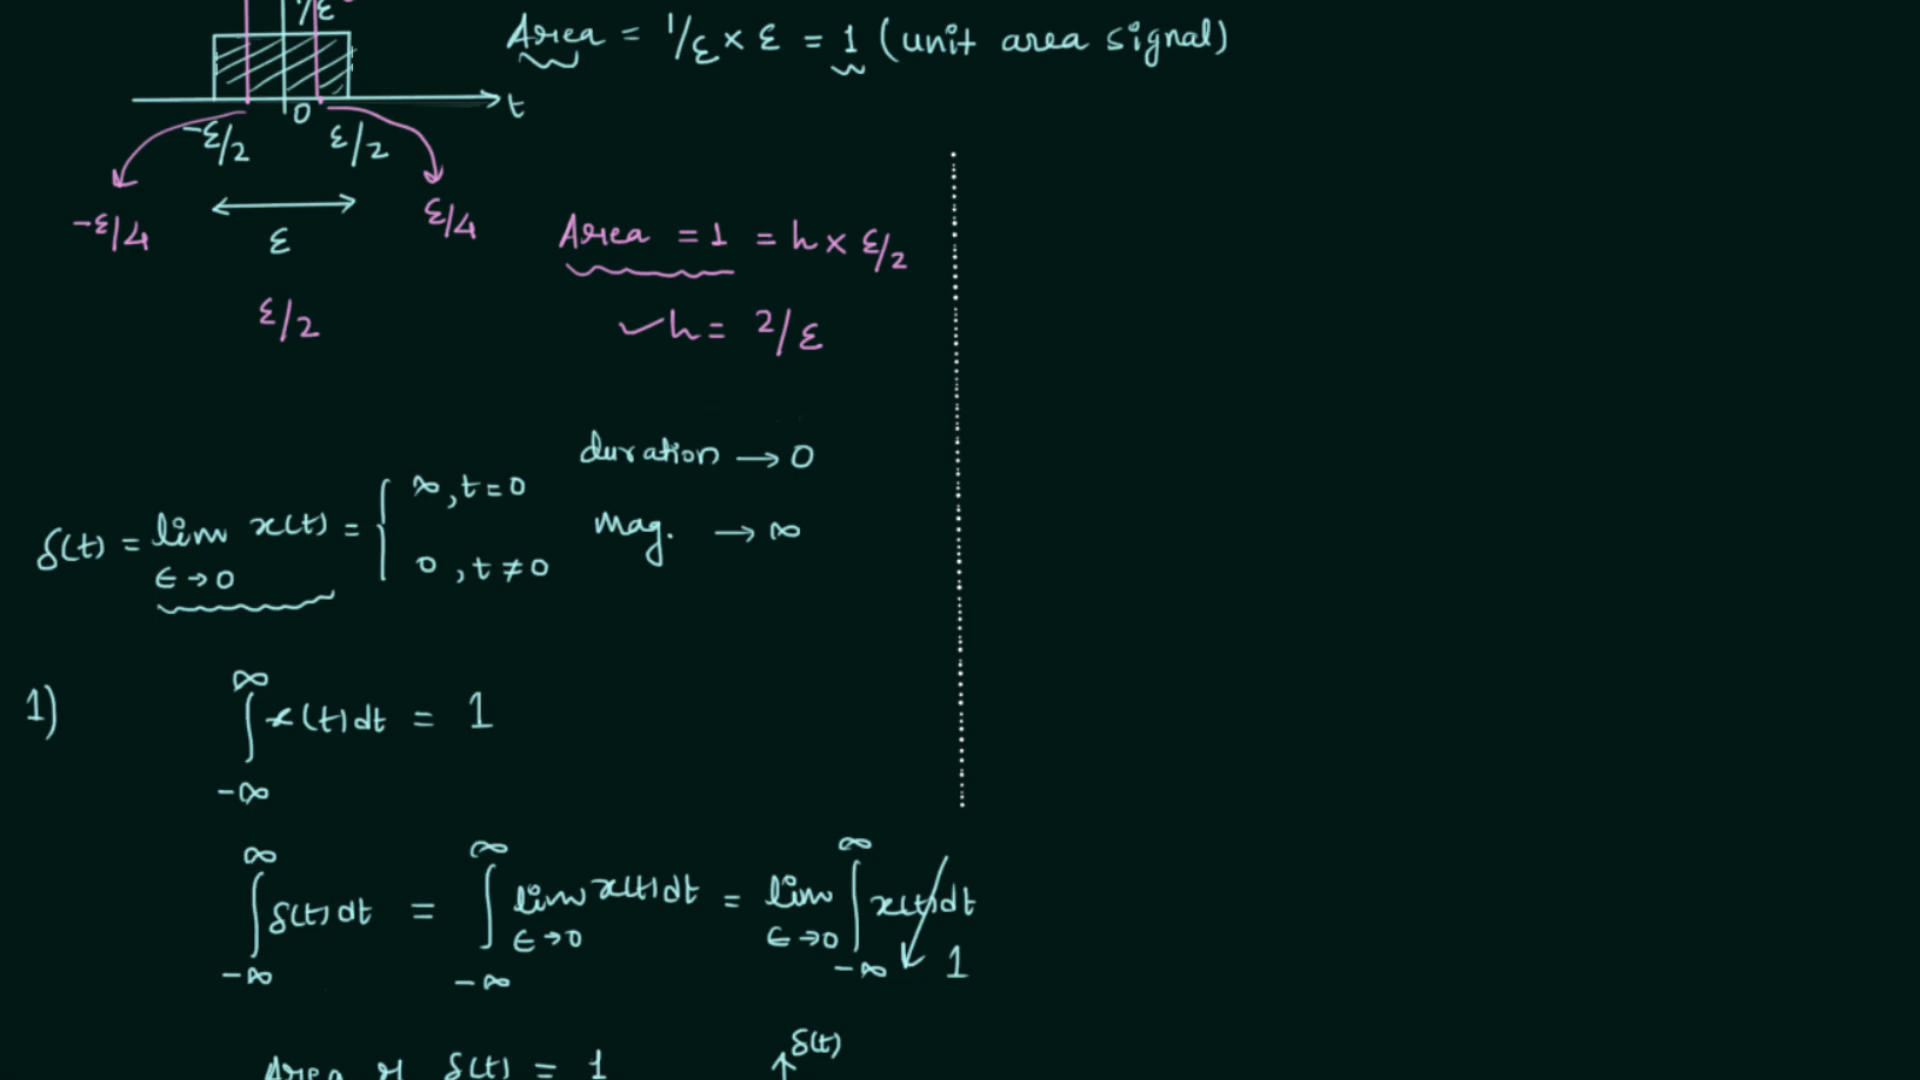 1/ε
Area = 1/ε × ε = 1 (unit area signal)
t
0
-ε/2 ε/2
-ε/4 ε ε/4
Area = 1 = h × ε/2
ε/2
✓h = 2/ε
duration → 0
δ(t) = lim x(t) = { ∞, t = 0
ϵ → 0
0, t ≠ 0
mag. → ∞
1) ∫ x(t)dt = 1
∞
-∞
∞ ∞ ∞
∫ δ(t)dt = ∫ lim x(t)dt = lim ∫ x(t)dt
-∞ -∞ ϵ→0 ϵ→0 -∞ 1
δ(t)
Area of δ(t) = 1